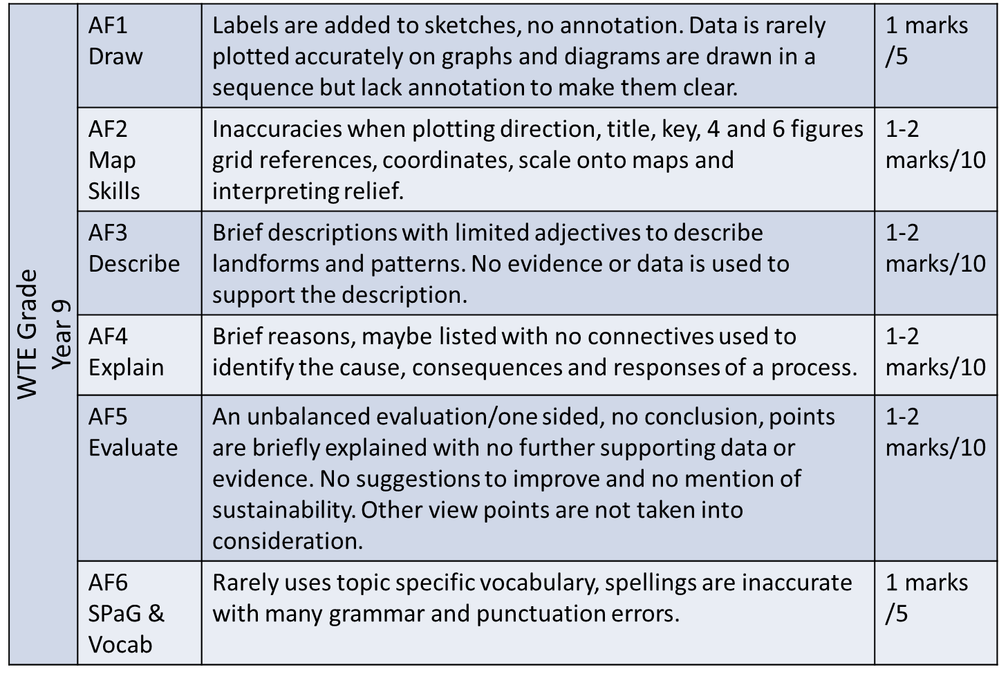 WTE Grade
Year 9
AF1
Draw
Labels are added to sketches, no annotation. Data is rarely
plotted accurately on graphs and diagrams are drawn in a
sequence but lack annotation to make them clear.
1 marks
/5
AF2
Map
Skills
Inaccuracies when plotting direction, title, key, 4 and 6 figures
grid references, coordinates, scale onto maps and
interpreting relief.
1-2
marks/10
AF3
Describe
Brief descriptions with limited adjectives to describe
landforms and patterns. No evidence or data is used to
support the description.
1-2
marks/10
AF4
Explain
Brief reasons, maybe listed with no connectives used to
identify the cause, consequences and responses of a process.
1-2
marks/10
AF5
Evaluate
An unbalanced evaluation/one sided, no conclusion, points
are briefly explained with no further supporting data or
evidence. No suggestions to improve and no mention of
sustainability. Other view points are not taken into
consideration.
1-2
marks/10
AF6
SPaG &
Vocab
Rarely uses topic specific vocabulary, spellings are inaccurate
with many grammar and punctuation errors.
1 marks
/5